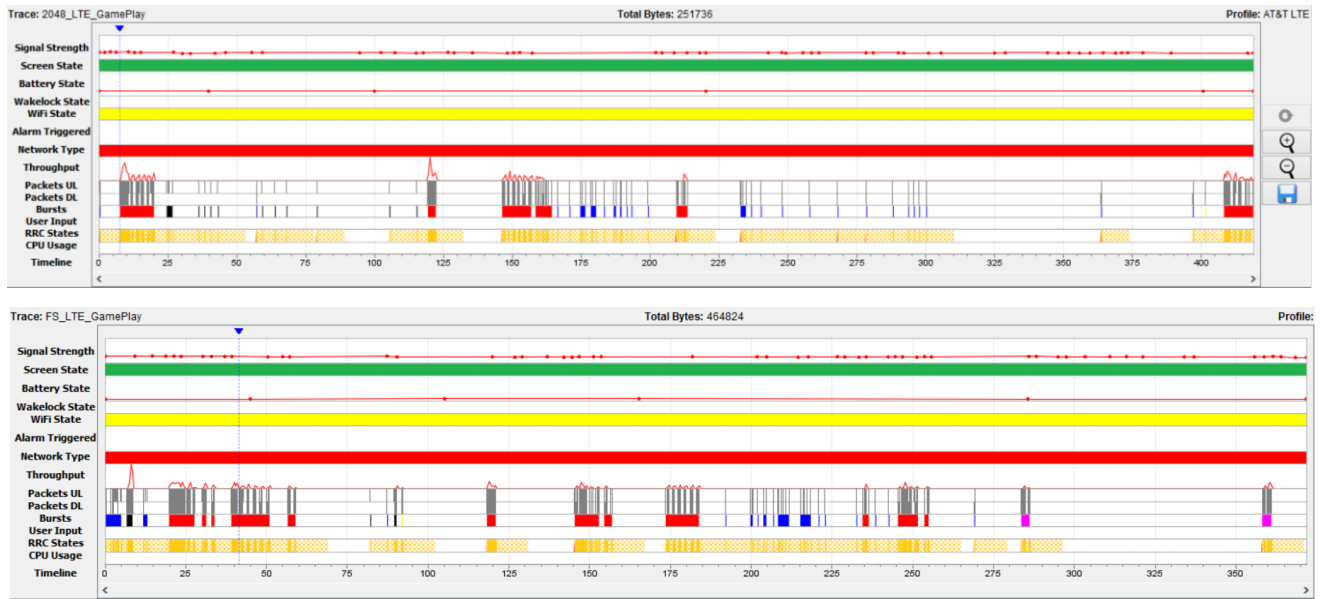 Trace: 2048_LTE_GamePlay Total Bytes: 251736 Profile: AT&T LTE
Signal Strength
Screen State
Battery State
Wakelock State
WiFi State
Alarm Triggered
Network Type
Throughput
Packets UL
Packets DL
Bursts
User Input
RRC States
CPU Usage
Timeline 0 25 50 75 100 125 150 175 200 225 250 275 300 325 350 375 400
Trace: FS_LTE_GamePlay Total Bytes: 464824 Profile:
Signal Strength
Screen State
Battery State
Wakelock State
WiFi State
Alarm Triggered
Network Type
Throughput
Packets UL
Packets DL
Bursts
User Input
RRC States
CPU Usage
Timeline 0 25 50 75 100 125 150 175 200 225 250 275 300 325 350